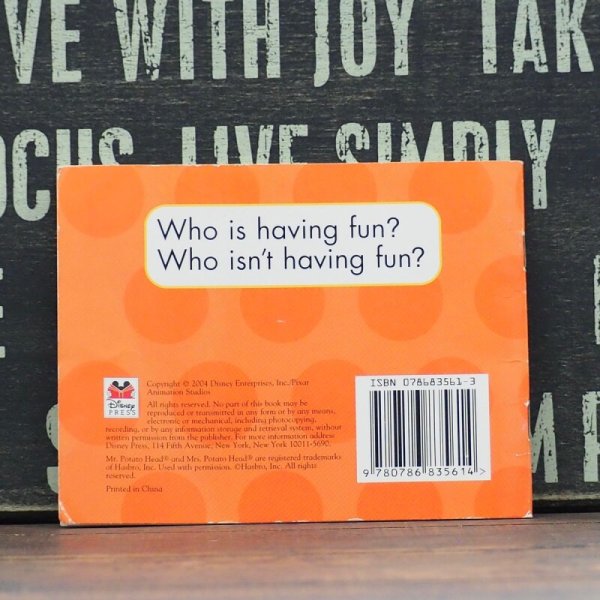 VE WITH JOY TAK
OCUS LIVE SIMPLY
Who is having fun?
Who isn't having fun?
Disney
PRESS
Copyright © 2004 Disney Enterprises, Inc./Pixar
Animation Studios
All rights reserved. No part of this book may be
reproduced or transmitted in any form or by any means,
electronic or mechanical, including photocopying,
recording, or by any information storage and retrieval system, without
written permission from the publisher. For more information address
Disney Press, 114 Fifth Avenue, New York, New York 10011-5690.
Mr. Potato Head® and Mrs. Potato Head® are registered trademarks
of Hasbro, Inc. Used with permission. ©Hasbro, Inc. All rights
reserved.
Printed in China
ISBN 078683561-3
9 780786 835614 >